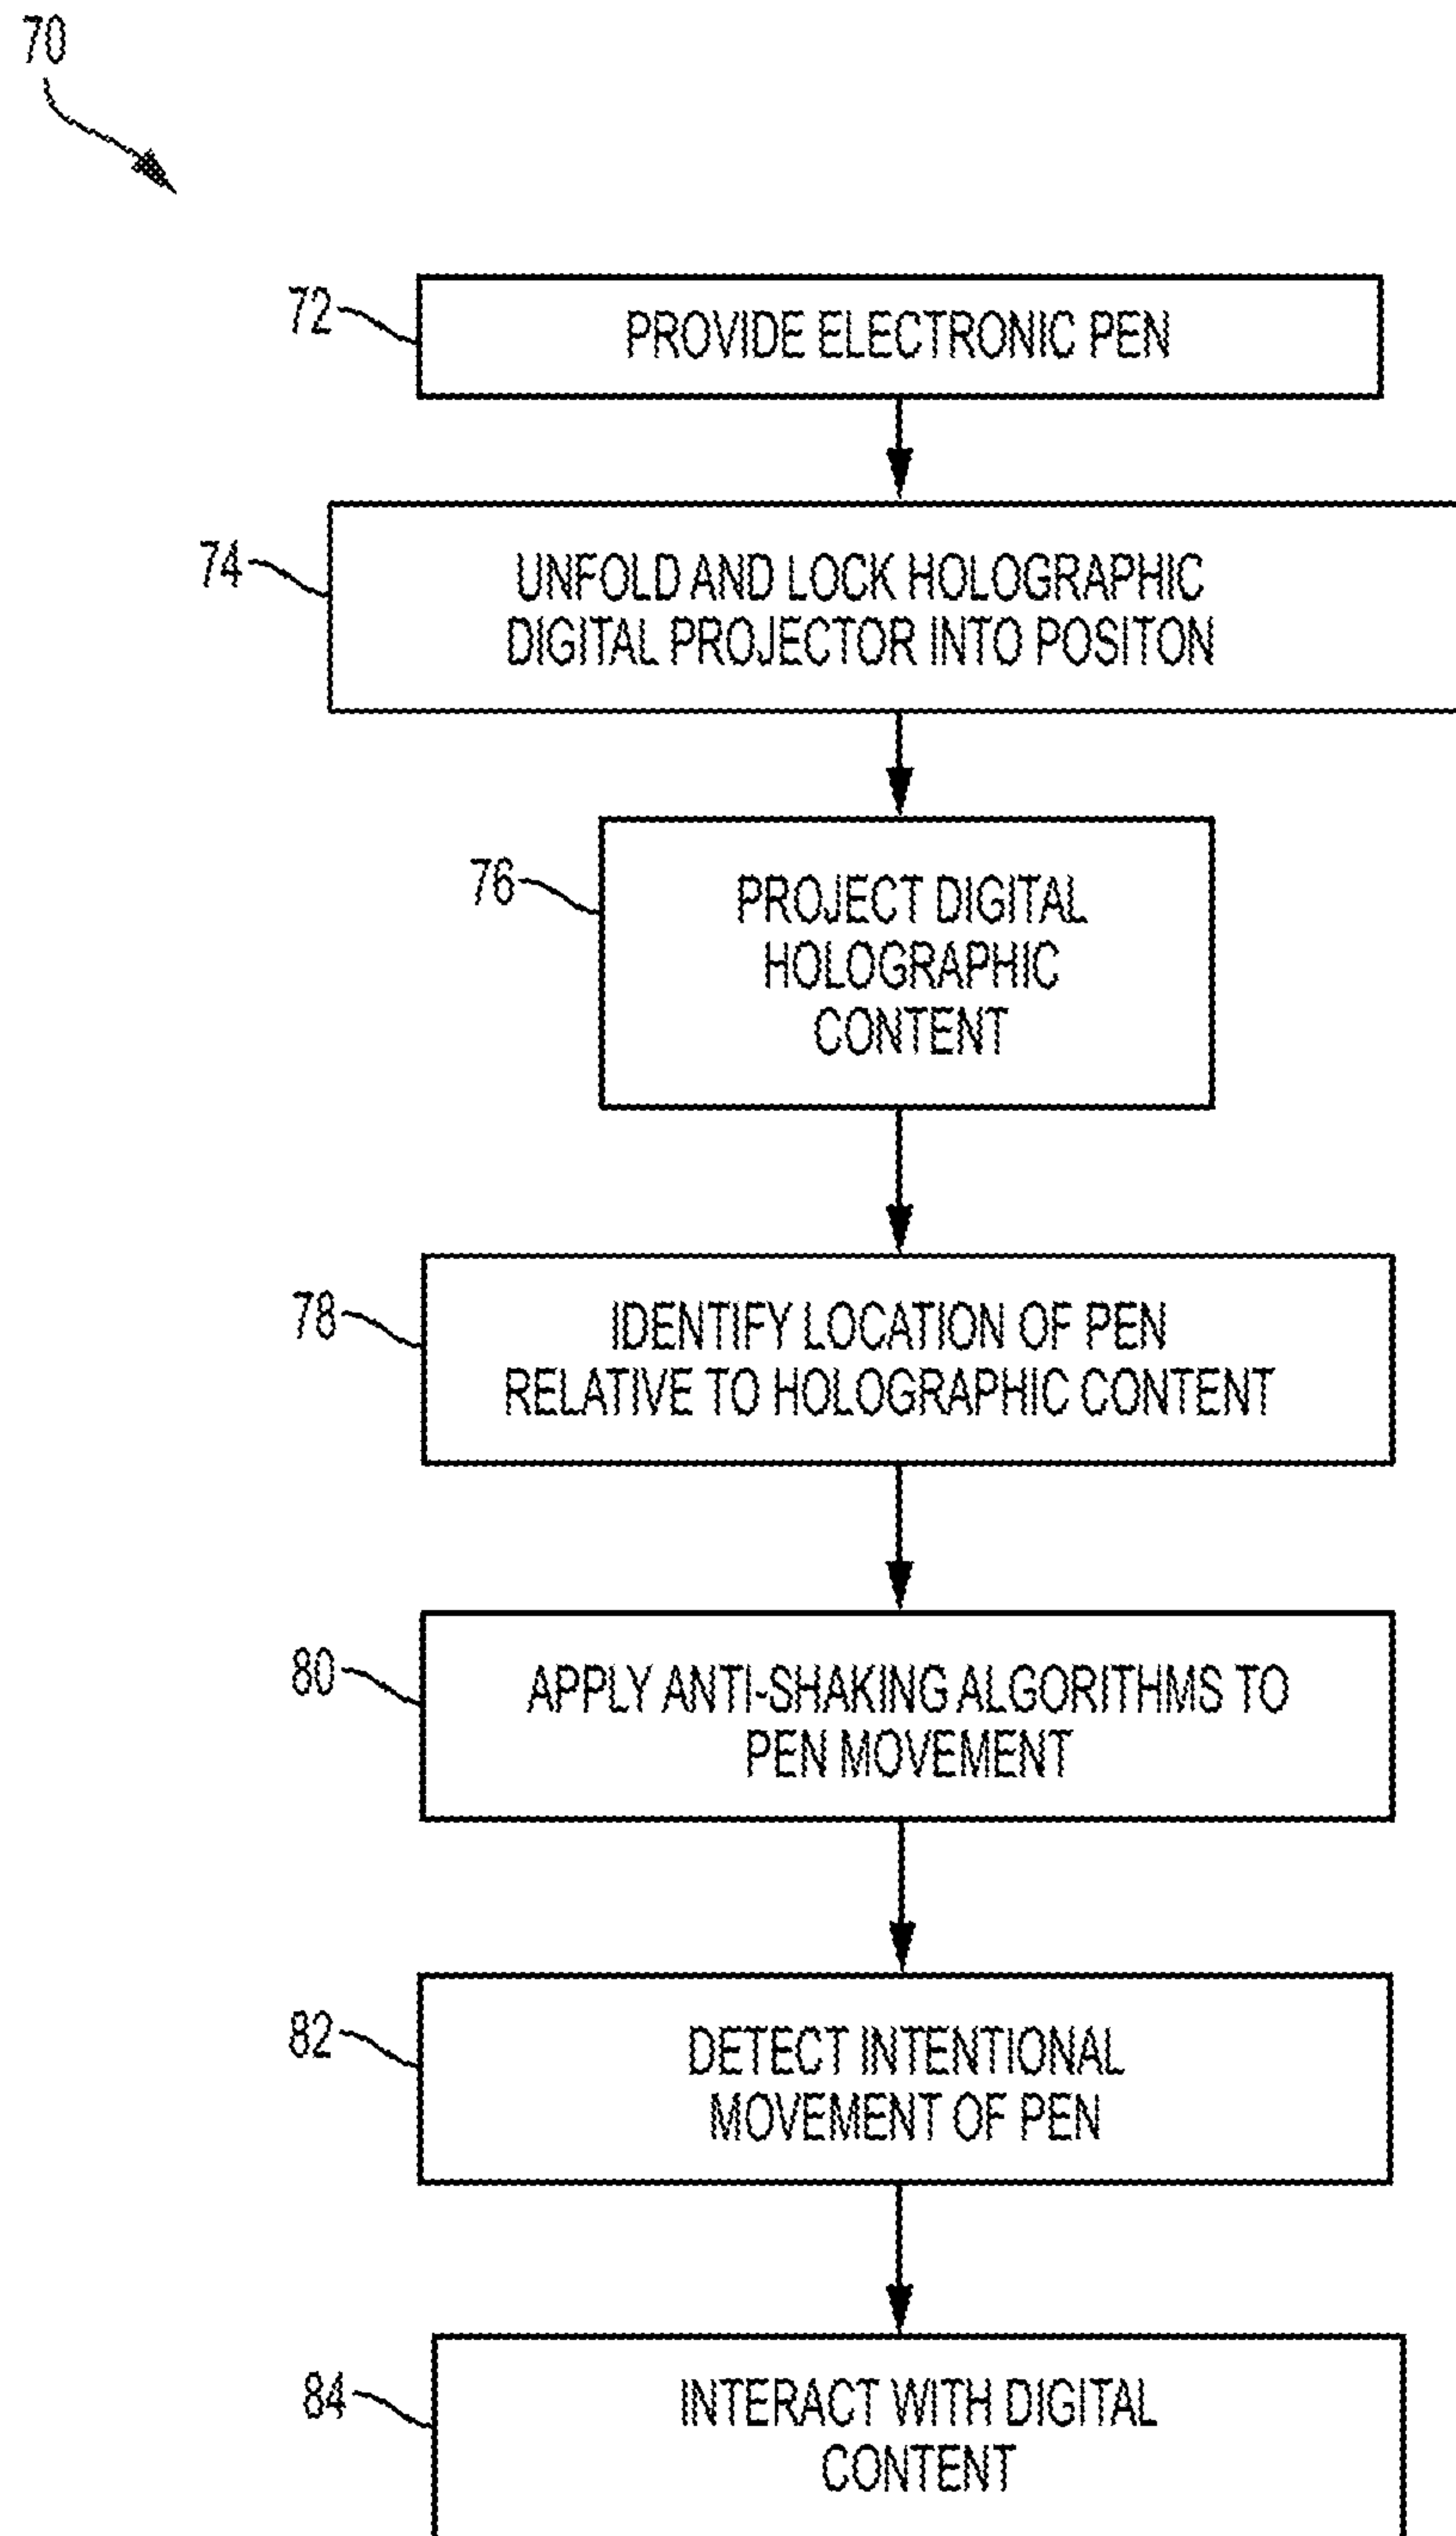 70
72
PROVIDE ELECTRONIC PEN
74
UNFOLD AND LOCK HOLOGRAPHIC
DIGITAL PROJECTOR INTO POSITON
76
PROJECT DIGITAL
HOLOGRAPHIC
CONTENT
78
IDENTIFY LOCATION OF PEN
RELATIVE TO HOLOGRAPHIC CONTENT
80
APPLY ANTI-SHAKING ALGORITHMS TO
PEN MOVEMENT
82
DETECT INTENTIONAL
MOVEMENT OF PEN
84
INTERACT WITH DIGITAL
CONTENT